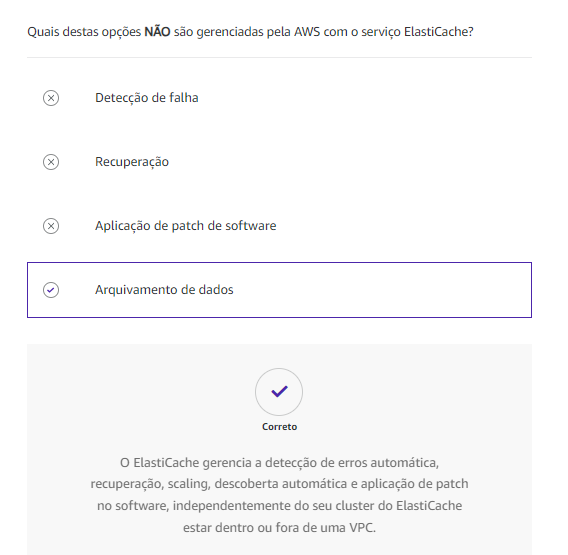 Quais destas opções NÃO são gerenciadas pela AWS com o serviço ElastiCache?
Detecção de falha
Recuperação
Aplicação de patch de software
Arquivamento de dados
Correto
O ElastiCache gerencia a detecção de erros automática,
recuperação, scaling, descoberta automática e aplicação de patch
no software, independentemente do seu cluster do ElastiCache
estar dentro ou fora de uma VPC.